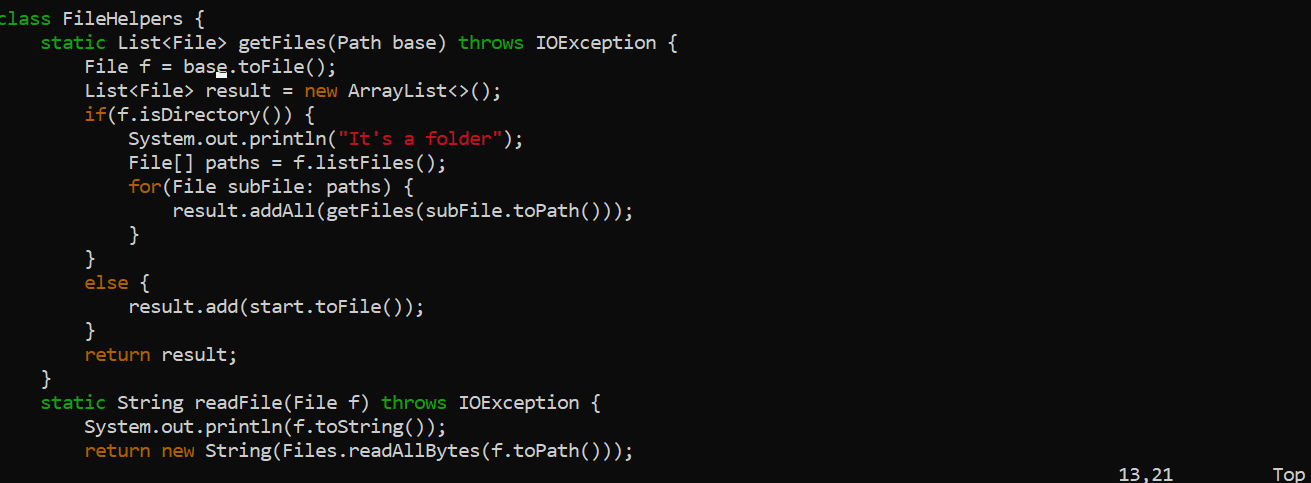 class FileHelpers {
    static List<File> getFiles(Path base) throws IOException {
        File f = base.toFile();
        List<File> result = new ArrayList<>();
        if(f.isDirectory()) {
            System.out.println("It's a folder");
            File[] paths = f.listFiles();
            for(File subFile: paths) {
                result.addAll(getFiles(subFile.toPath()));
            }
        }
        else {
            result.add(start.toFile());
        }
        return result;
    }
    static String readFile(File f) throws IOException {
        System.out.println(f.toString());
        return new String(Files.readAllBytes(f.toPath()));
13,21 Top